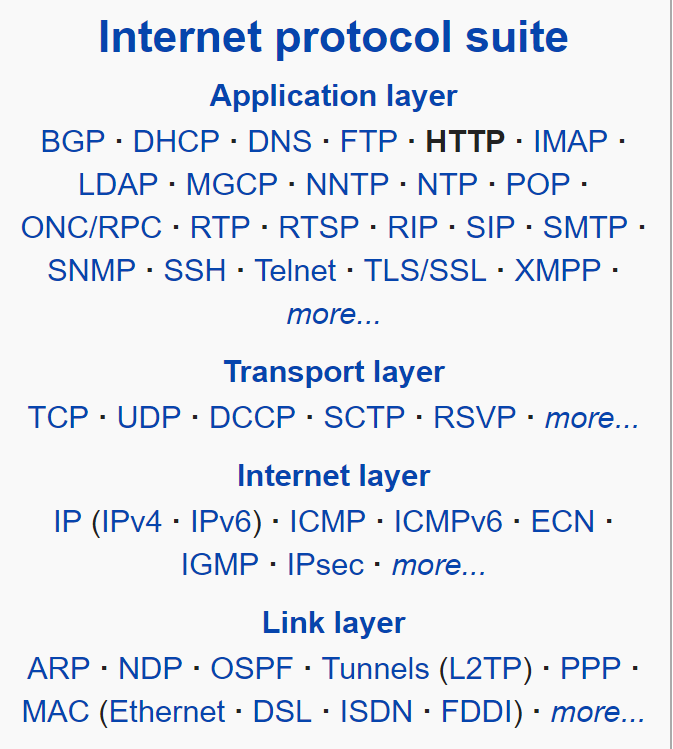 Internet protocol suite
Application layer
BGP · DHCP · DNS · FTP · HTTP · IMAP ·
LDAP · MGCP · NNTP · NTP · POP ·
ONC/RPC · RTP · RTSP · RIP · SIP · SMTP ·
SNMP · SSH · Telnet · TLS/SSL · XMPP ·
more...
Transport layer
TCP · UDP · DCCP · SCTP · RSVP · more...
Internet layer
IP (IPv4 · IPv6) · ICMP · ICMPv6 · ECN ·
IGMP · IPsec · more...
Link layer
ARP · NDP · OSPF · Tunnels (L2TP) · PPP ·
MAC (Ethernet · DSL · ISDN · FDDI) · more...